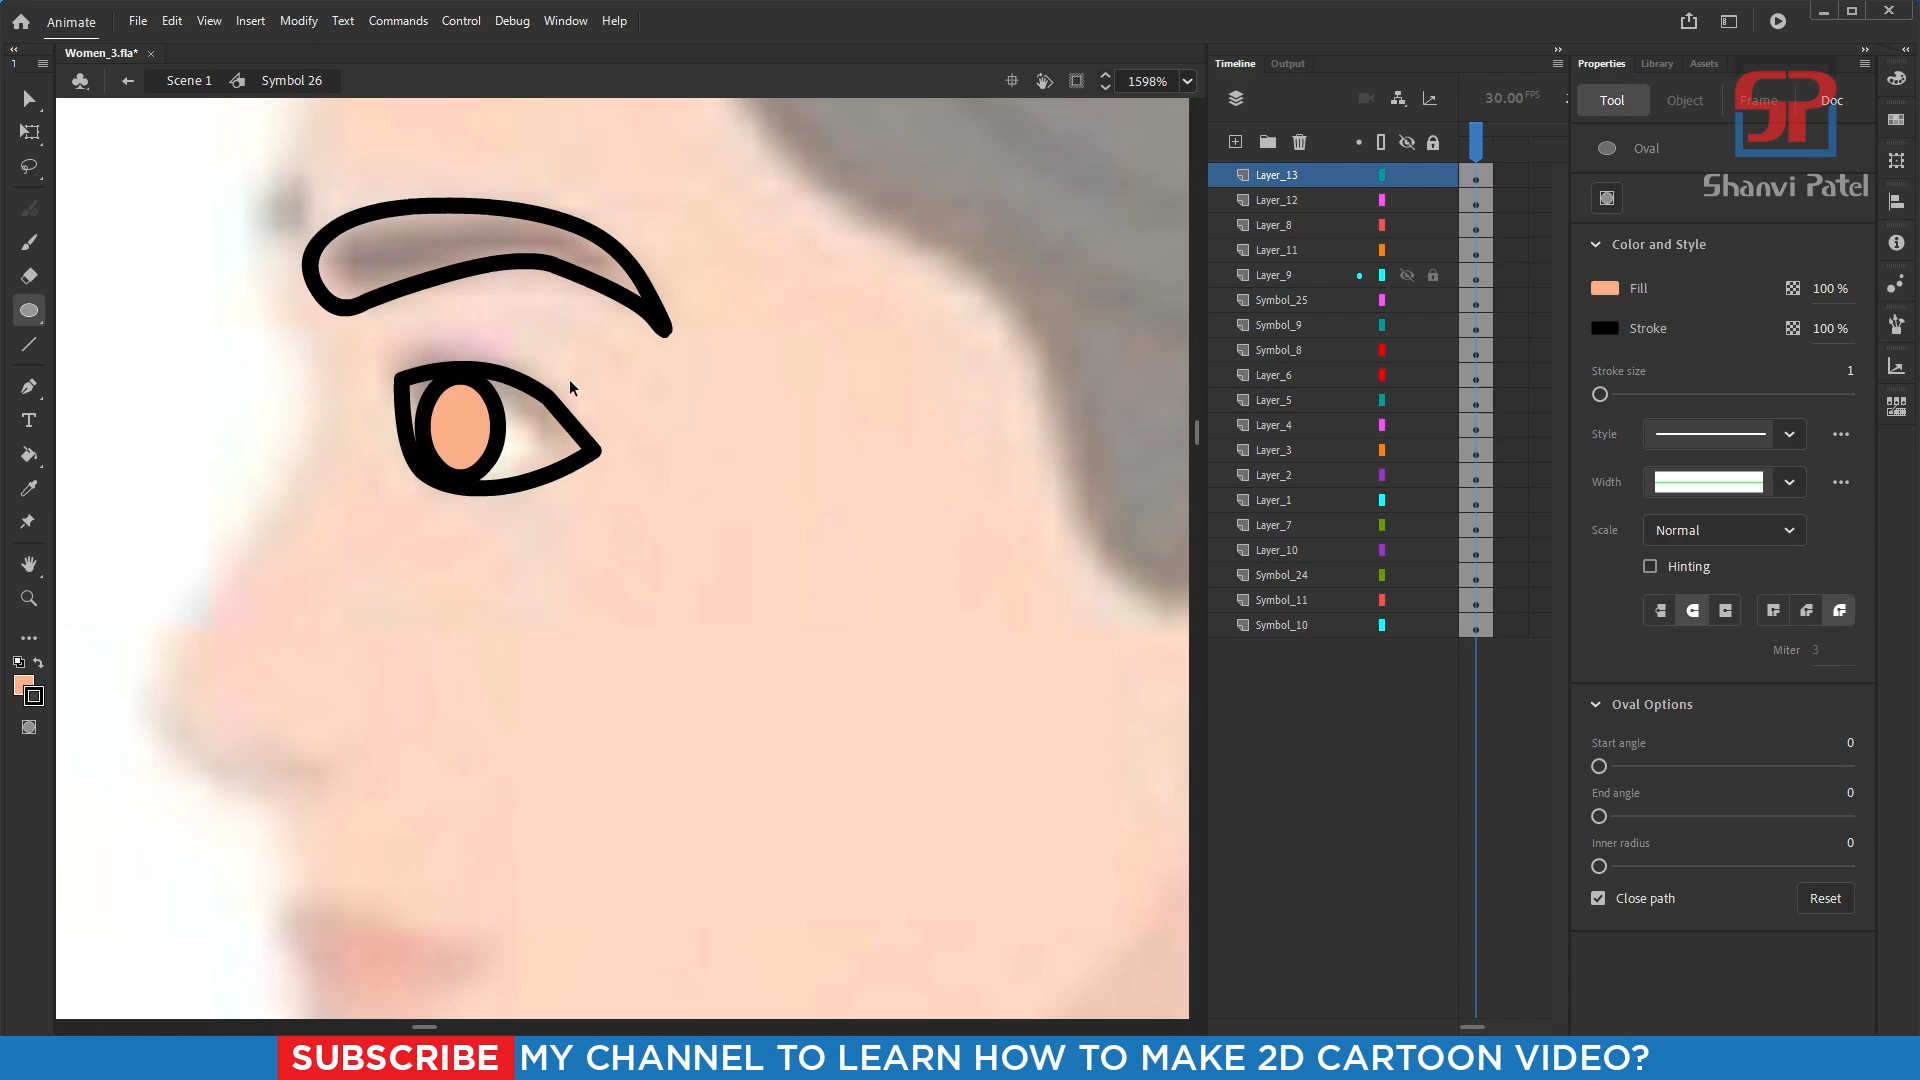 Animate
File Edit View Insert Modify Text Commands Control Debug Window Help
Women_3.fla*
Scene 1 Symbol 26
1598%
Timeline Output
30.00 FPS
Layer_13
Layer_12
Layer_8
Layer_11
Layer_9
Symbol_25
Symbol_9
Symbol_8
Layer_6
Layer_5
Layer_4
Layer_3
Layer_2
Layer_1
Layer_7
Layer_10
Symbol_24
Symbol_11
Symbol_10
Properties Library Assets
Tool Object Frame Doc
Oval
SP
Shanvi Patel
Color and Style
Fill 100 %
Stroke 100 %
Stroke size 1
Style
Width
Scale Normal
Hinting
Miter 3
Oval Options
Start angle 0
End angle 0
Inner radius 0
Close path Reset
SUBSCRIBE MY CHANNEL TO LEARN HOW TO MAKE 2D CARTOON VIDEO?